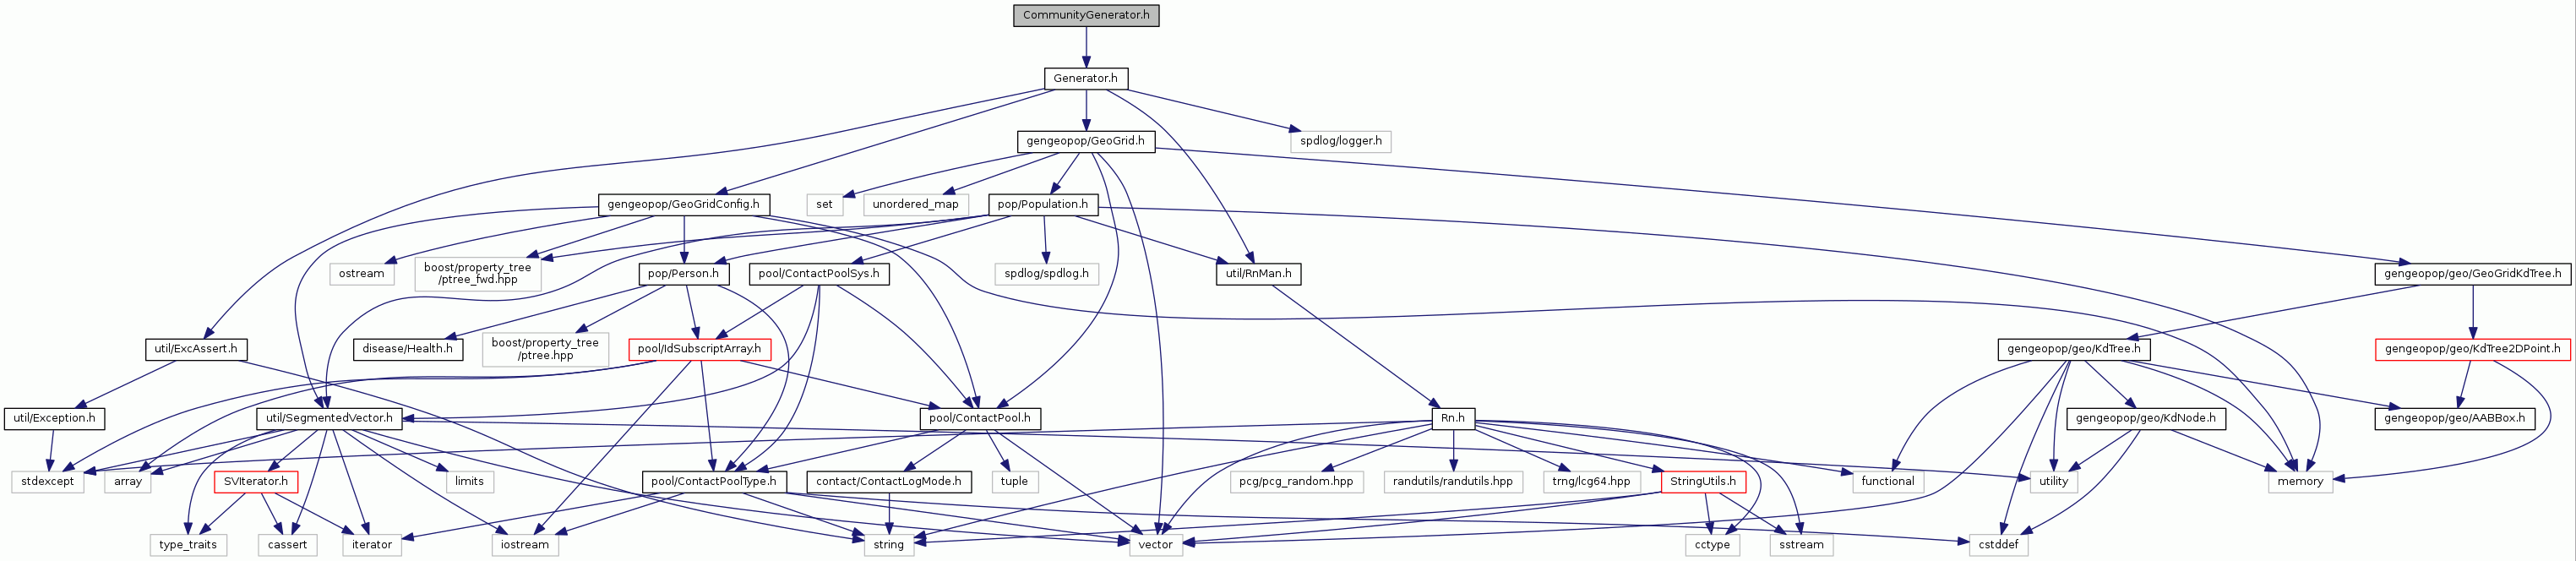 CommunityGenerator.h
Generator.h
gengeopop/GeoGrid.h
spdlog/logger.h
gengeopop/GeoGridConfig.h
set
unordered_map
pop/Population.h
ostream
boost/property_tree
/ptree_fwd.hpp
pop/Person.h
pool/ContactPoolSys.h
spdlog/spdlog.h
util/RnMan.h
gengeopop/geo/GeoGridKdTree.h
util/ExcAssert.h
disease/Health.h
boost/property_tree
/ptree.hpp
pool/IdSubscriptArray.h
gengeopop/geo/KdTree.h
gengeopop/geo/KdTree2DPoint.h
util/Exception.h
util/SegmentedVector.h
pool/ContactPool.h
Rn.h
gengeopop/geo/KdNode.h
gengeopop/geo/AABBox.h
stdexcept
array
SVIterator.h
limits
pool/ContactPoolType.h
contact/ContactLogMode.h
tuple
pcg/pcg_random.hpp
randutils/randutils.hpp
trng/lcg64.hpp
StringUtils.h
functional
utility
memory
type_traits
cassert
iterator
iostream
string
vector
cctype
sstream
cstddef